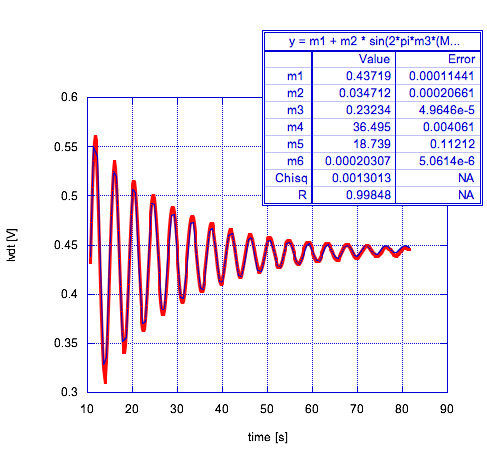 y = m1 + m2 * sin(2*pi*m3*(M...
Value Error
m1 0.43719 0.00011441
m2 0.034712 0.00020661
m3 0.23234 4.9646e-5
m4 36.495 0.004061
m5 18.739 0.11212
m6 0.00020307 5.0614e-6
Chisq 0.0013013 NA
R 0.99848 NA
0.6
0.55
0.5
0.45
0.4
0.35
0.3
lvdt [V]
10 20 30 40 50 60 70 80 90
time [s]